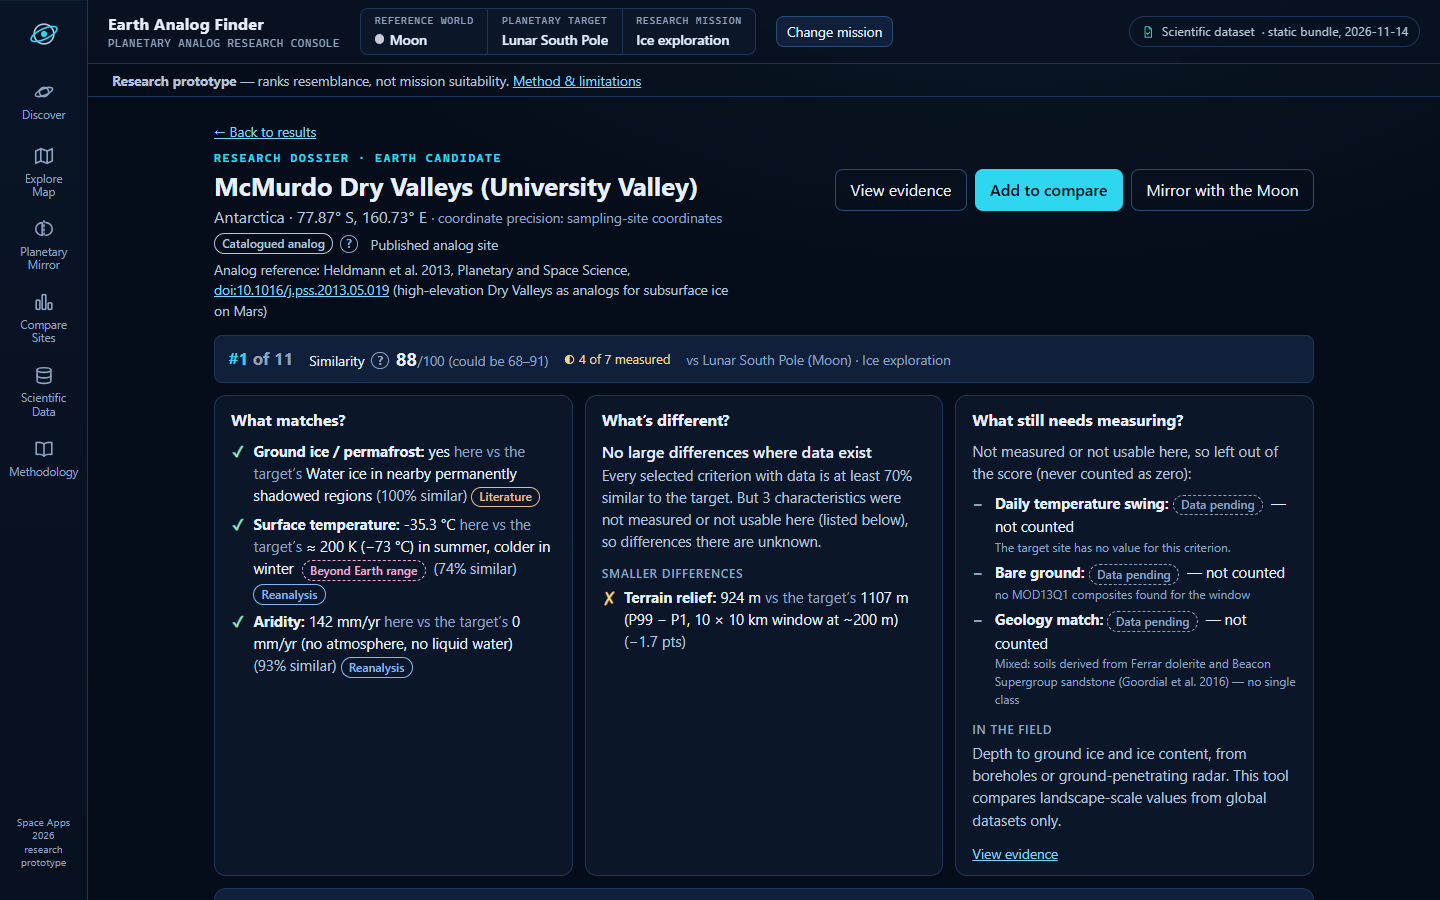 Earth Analog Finder
PLANETARY ANALOG RESEARCH CONSOLE
REFERENCE WORLD
Moon
PLANETARY TARGET
Lunar South Pole
RESEARCH MISSION
Ice exploration
Change mission
Scientific dataset · static bundle, 2026-11-14
Research prototype — ranks resemblance, not mission suitability. Method & limitations
Discover
Explore
Map
Planetary
Mirror
Compare
Sites
Scientific
Data
Methodology
Space Apps
2026
research
prototype
← Back to results
RESEARCH DOSSIER · EARTH CANDIDATE
McMurdo Dry Valleys (University Valley)
Antarctica · 77.87° S, 160.73° E · coordinate precision: sampling-site coordinates
Catalogued analog ? Published analog site
Analog reference: Heldmann et al. 2013, Planetary and Space Science,
doi:10.1016/j.pss.2013.05.019 (high-elevation Dry Valleys as analogs for subsurface ice
on Mars)
View evidence
Add to compare
Mirror with the Moon
#1 of 11 Similarity ? 88/100 (could be 68–91) 4 of 7 measured vs Lunar South Pole (Moon) · Ice exploration
What matches?
✓ Ground ice / permafrost: yes here vs the
target's Water ice in nearby permanently
shadowed regions (100% similar) Literature
✓ Surface temperature: -35.3 °C here vs the
target's ≈ 200 K (−73 °C) in summer, colder in
winter Beyond Earth range (74% similar)
Reanalysis
✓ Aridity: 142 mm/yr here vs the target's 0
mm/yr (no atmosphere, no liquid water)
(93% similar) Reanalysis
What's different?
No large differences where data exist
Every selected criterion with data is at least 70%
similar to the target. But 3 characteristics were
not measured or not usable here (listed below),
so differences there are unknown.
SMALLER DIFFERENCES
✗ Terrain relief: 924 m vs the target's 1107 m
(P99 − P1, 10 × 10 km window at ~200 m)
(−1.7 pts)
What still needs measuring?
Not measured or not usable here, so left out of
the score (never counted as zero):
– Daily temperature swing: Data pending —
not counted
The target site has no value for this criterion.
– Bare ground: Data pending — not counted
no MOD13Q1 composites found for the window
– Geology match: Data pending — not
counted
Mixed: soils derived from Ferrar dolerite and Beacon
Supergroup sandstone (Goordial et al. 2016) — no single
class
IN THE FIELD
Depth to ground ice and ice content, from
boreholes or ground-penetrating radar. This tool
compares landscape-scale values from global
datasets only.
View evidence